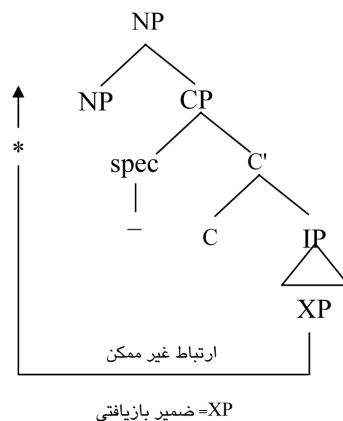 NP
NP CP
*
spec C'
–
C IP
XP
ارتباط غیر ممکن
XP= ضمیر بازیافتی